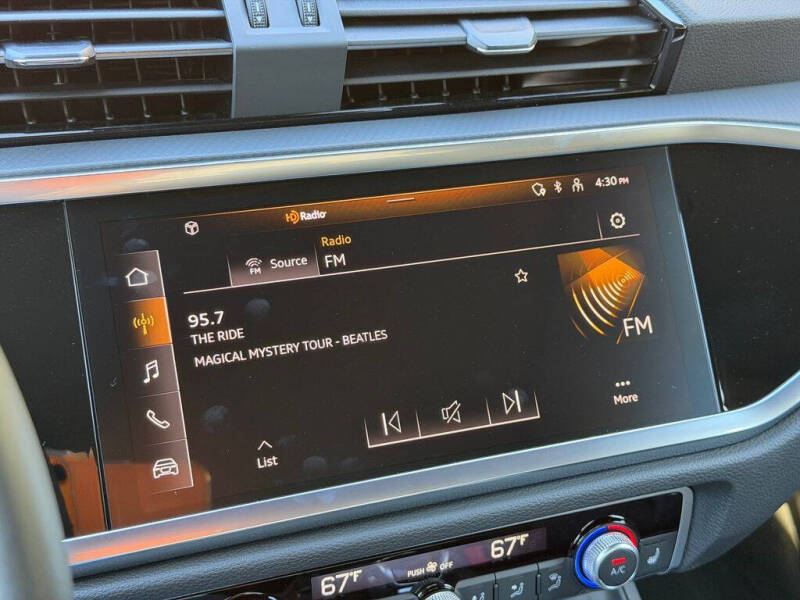 HD Radio
4:30 PM
FM
Source
Radio
FM
95.7
THE RIDE
MAGICAL MYSTERY TOUR - BEATLES
FM
More
List
67°F
PUSH OFF
67°F
A/C